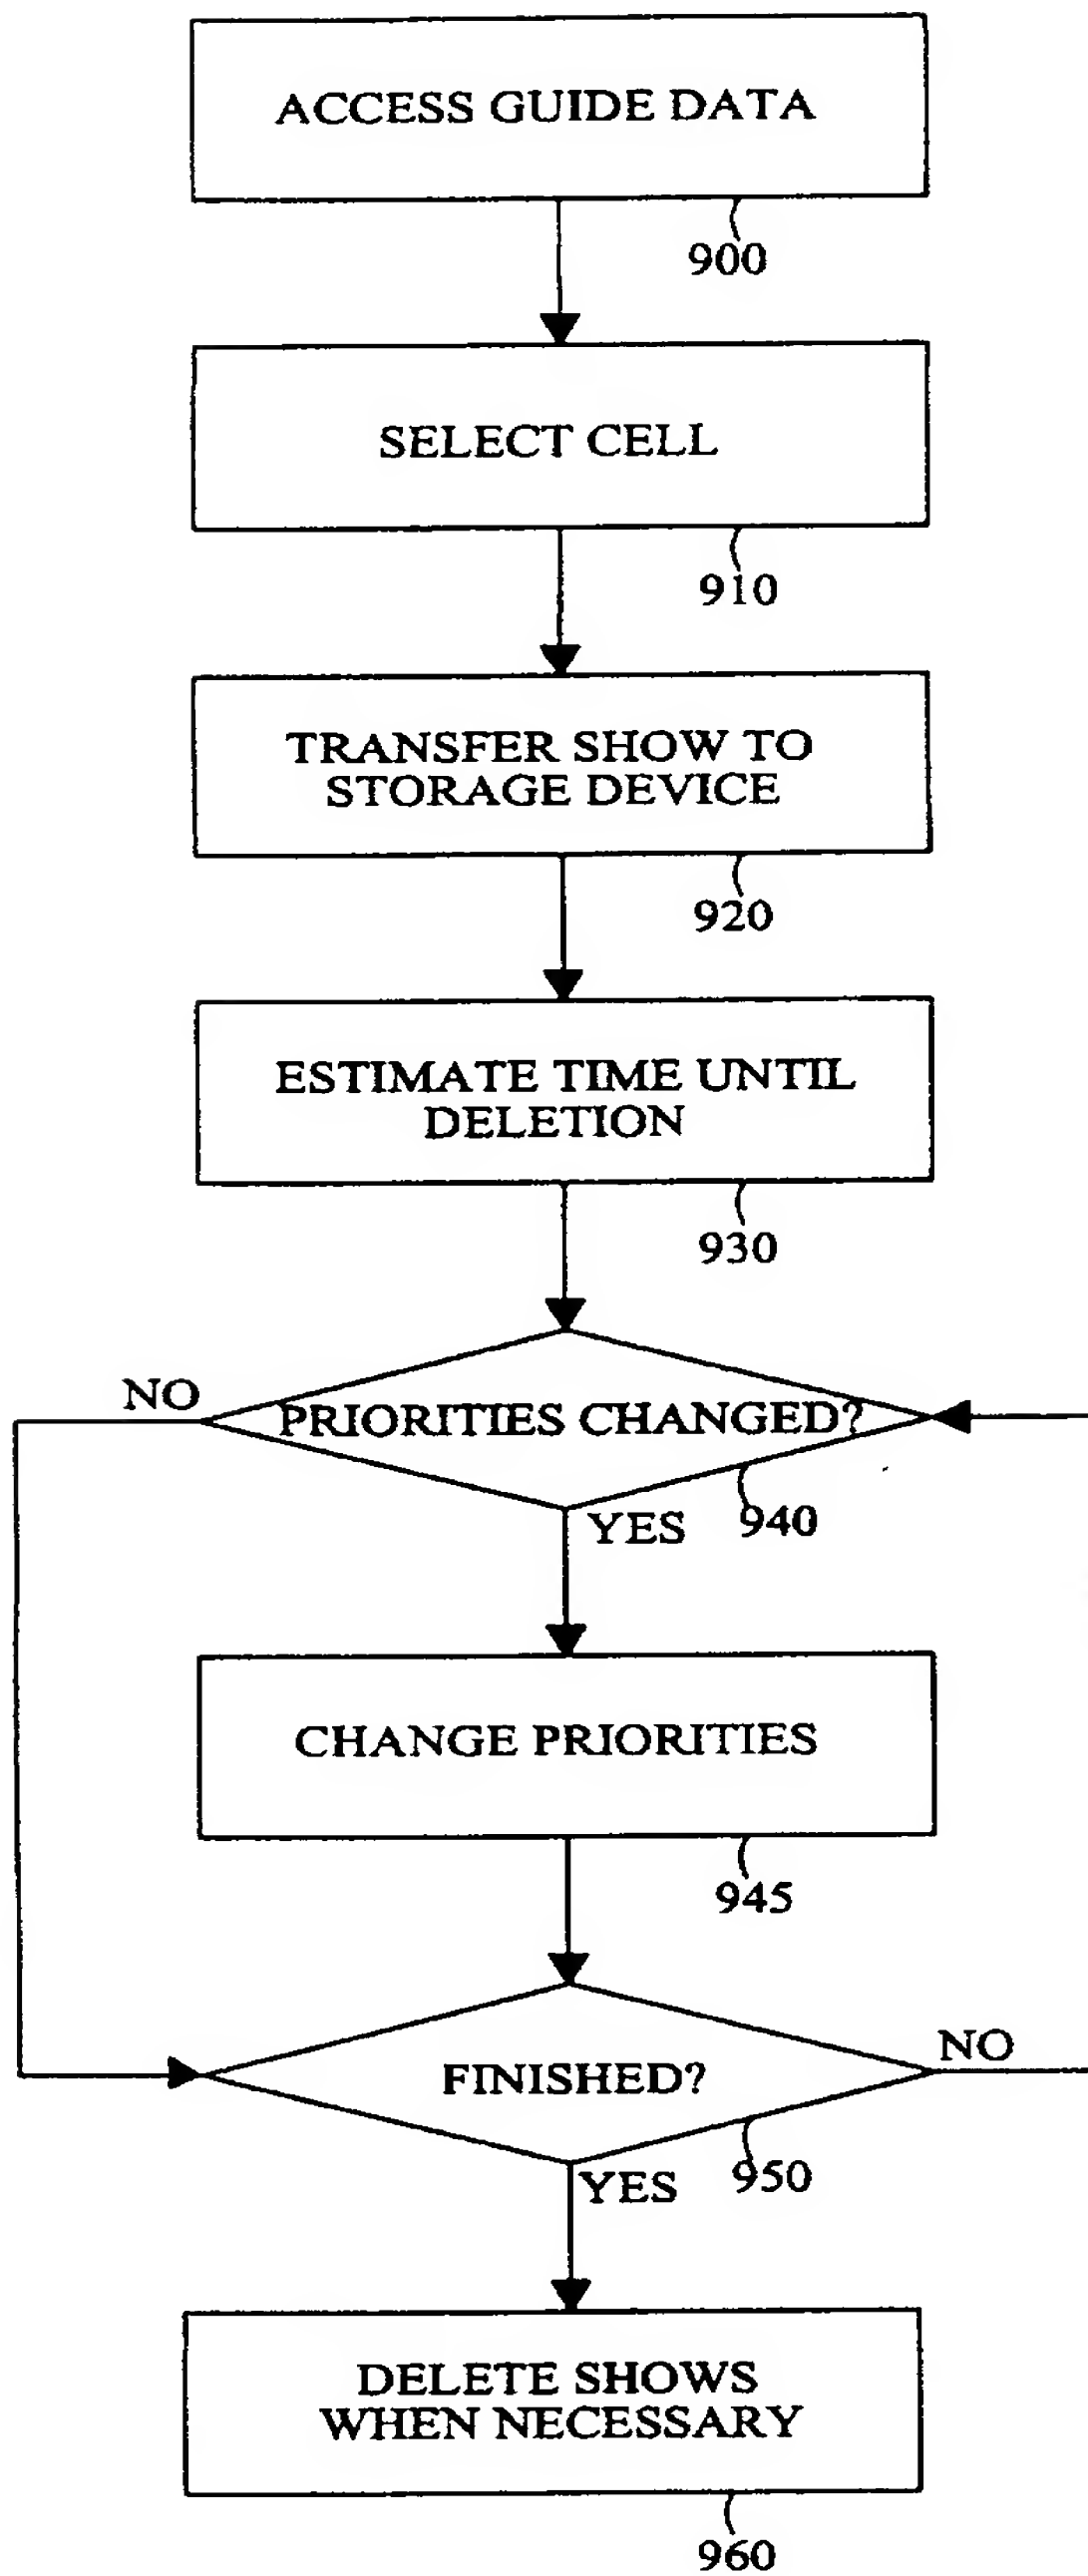 ACCESS GUIDE DATA
900
SELECT CELL
910
TRANSFER SHOW TO
STORAGE DEVICE
920
ESTIMATE TIME UNTIL
DELETION
930
NO
PRIORITIES CHANGED?
940
YES
CHANGE PRIORITIES
945
NO
FINISHED?
950
YES
DELETE SHOWS
WHEN NECESSARY
960